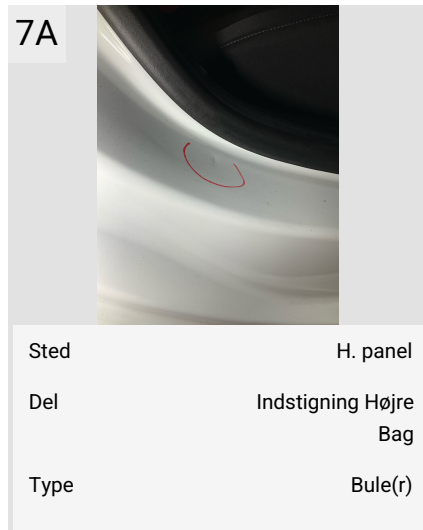 7A
Sted H. panel
Del Indstigning Højre
Bag
Type Bule(r)